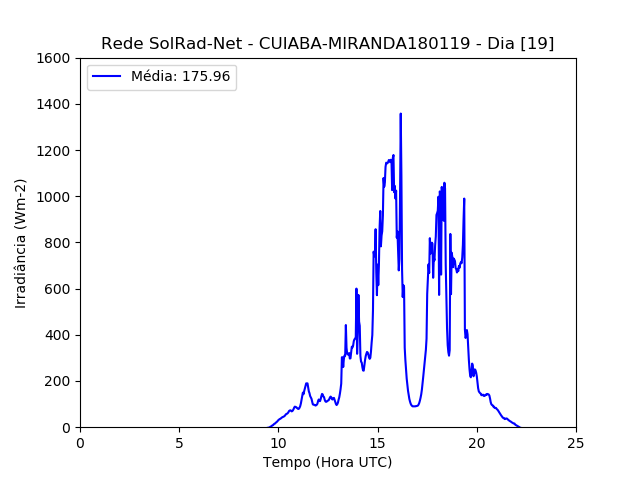 Rede SolRad-Net - CUIABA-MIRANDA180119 - Dia [19]
Média: 175.96
1600
1400
1200
1000
800
600
400
200
0
Irradiância (Wm-2)
0 5 10 15 20 25
Tempo (Hora UTC)